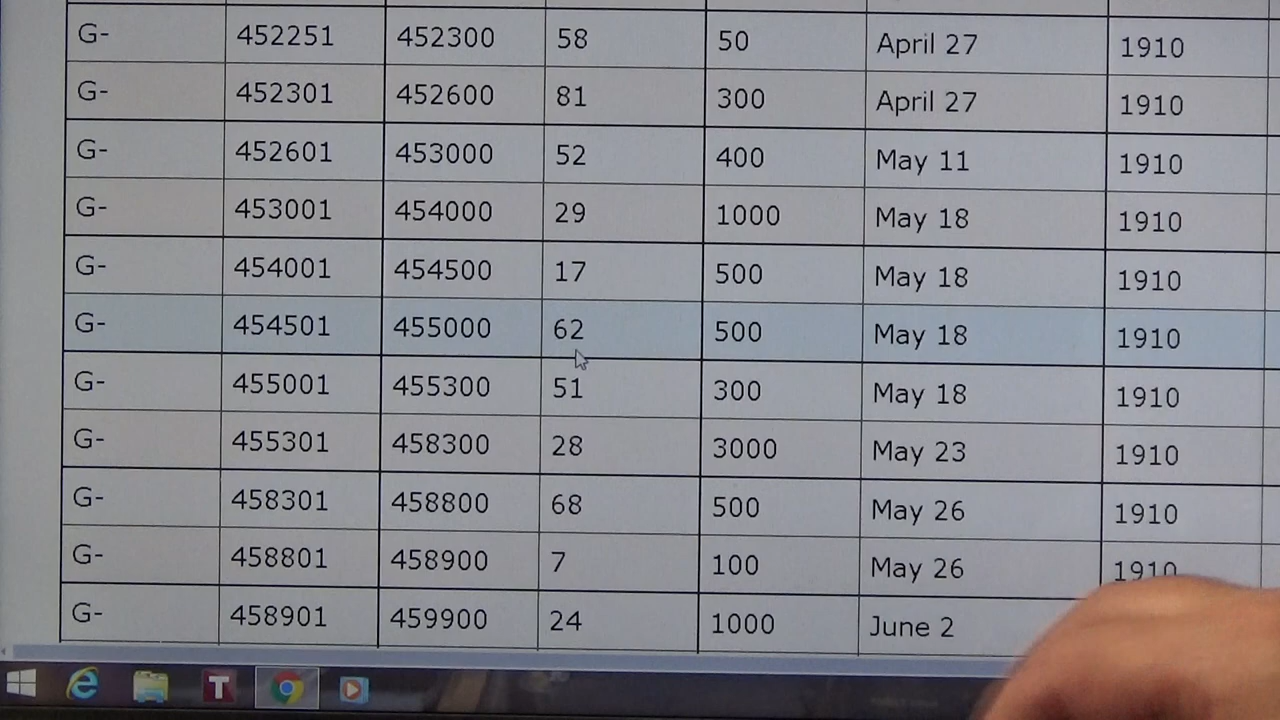 G- 452251 452300 58 50 April 27 1910
G- 452301 452600 81 300 April 27 1910
G- 452601 453000 52 400 May 11 1910
G- 453001 454000 29 1000 May 18 1910
G- 454001 454500 17 500 May 18 1910
G- 454501 455000 62 500 May 18 1910
G- 455001 455300 51 300 May 18 1910
G- 455301 458300 28 3000 May 23 1910
G- 458301 458800 68 500 May 26 1910
G- 458801 458900 7 100 May 26 1910
G- 458901 459900 24 1000 June 2
T